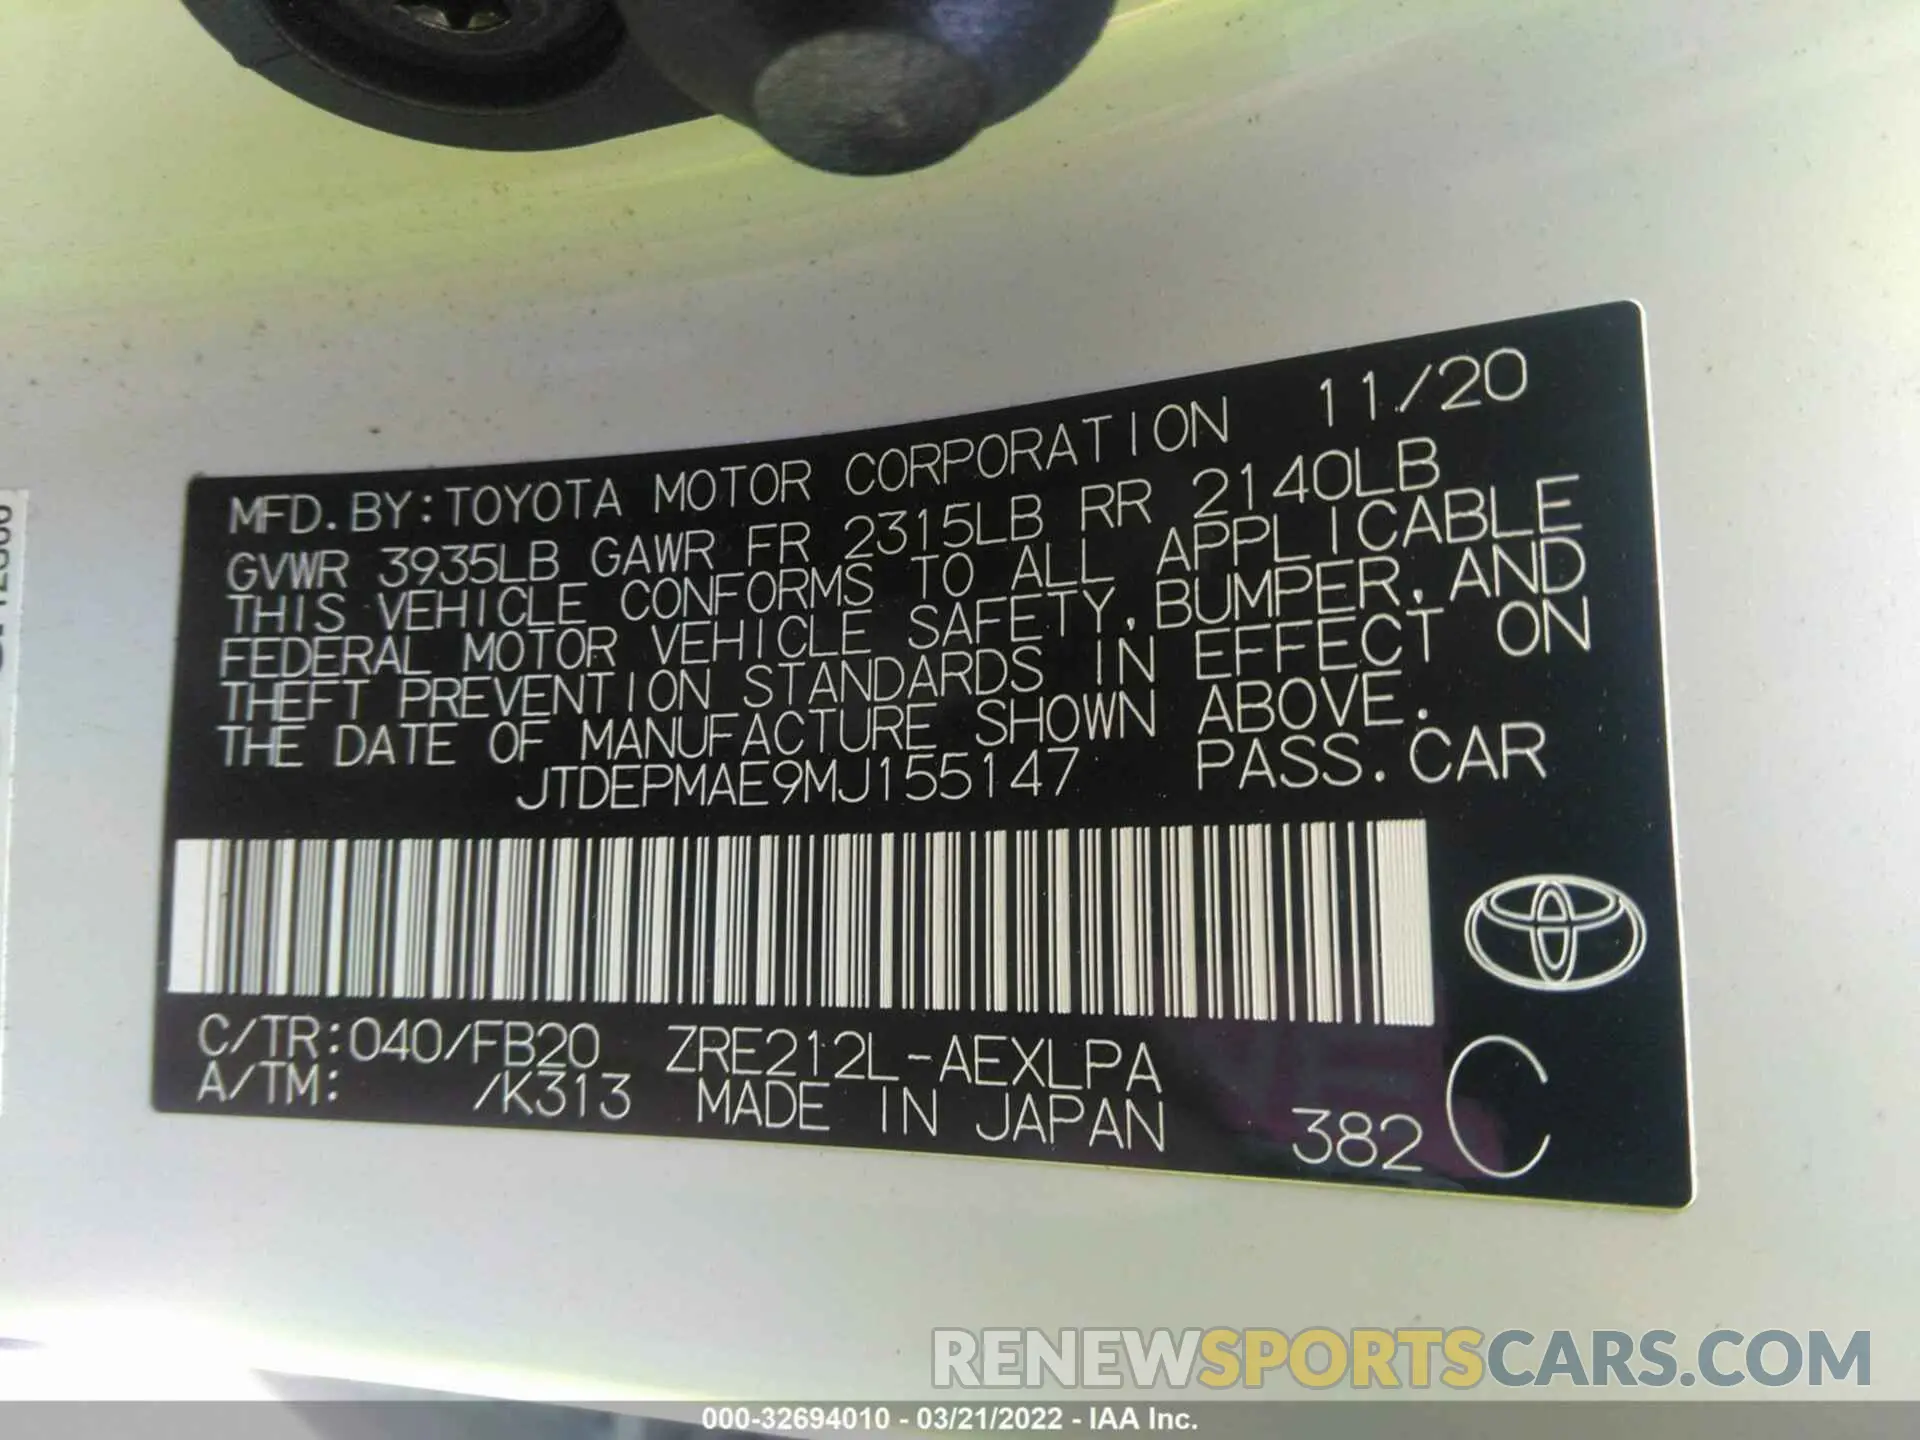 MFD. BY: TOYOTA MOTOR CORPORATION 11/20
GVWR 3935LB GAWR FR 2315LB RR 2140LB
THIS VEHICLE CONFORMS TO ALL APPLICABLE
FEDERAL MOTOR VEHICLE SAFETY, BUMPER, AND
THEFT PREVENTION STANDARDS IN EFFECT ON
THE DATE OF MANUFACTURE SHOWN ABOVE.
JTDEPMAE9MJ155147 PASS. CAR
C/TR: 040/FB20 ZRE212L-AEXLPA
A/TM: /K313 MADE IN JAPAN 382 C
RENEWSPORTSCARS.COM
000-32694010 - 03/21/2022 - IAA Inc.